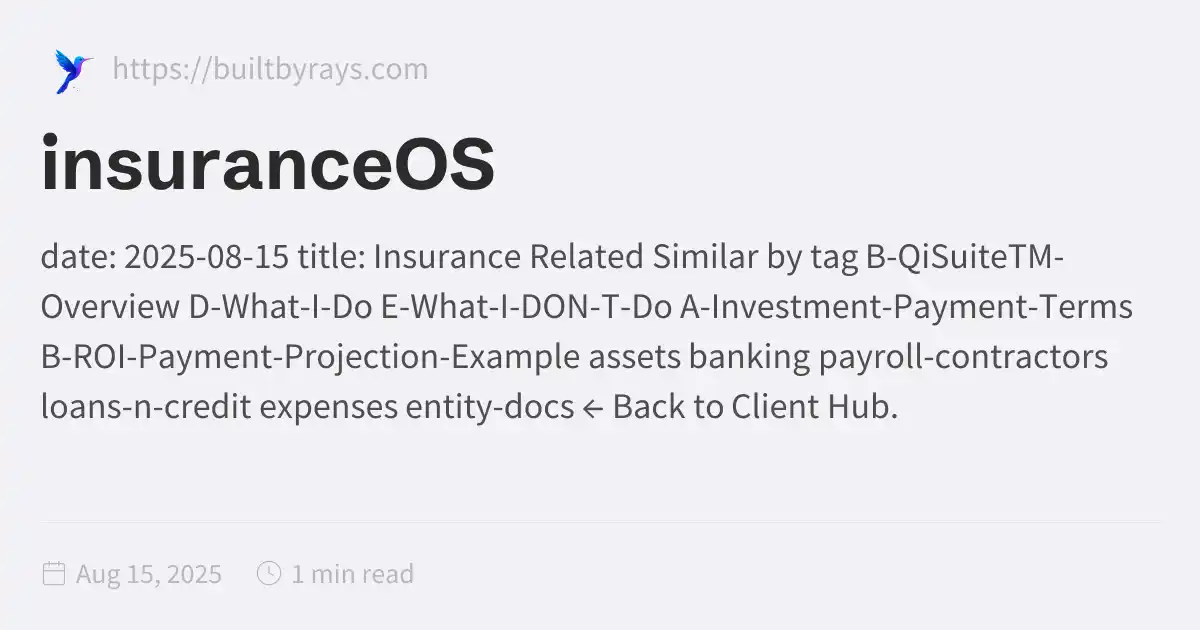 https://builtbyrays.com
insuranceOS
date: 2025-08-15 title: Insurance Related Similar by tag B-QiSuiteTM-
Overview D-What-I-Do E-What-I-DON-T-Do A-Investment-Payment-Terms
B-ROI-Payment-Projection-Example assets banking payroll-contractors
loans-n-credit expenses entity-docs ← Back to Client Hub.
Aug 15, 2025 1 min read